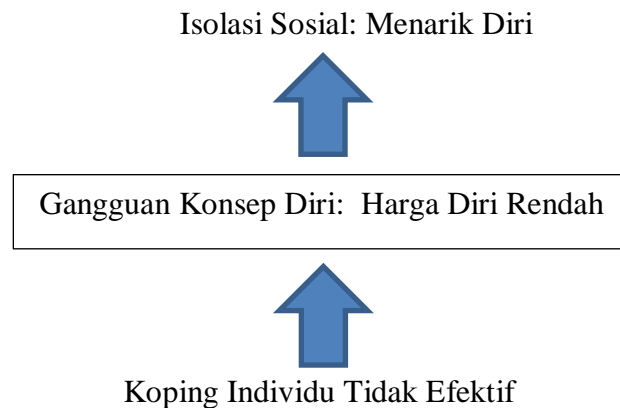 Isolasi Sosial: Menarik Diri
Gangguan Konsep Diri: Harga Diri Rendah
Koping Individu Tidak Efektif